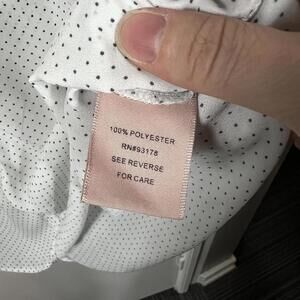 100% POLYESTER
RN#93178
SEE REVERSE
FOR CARE